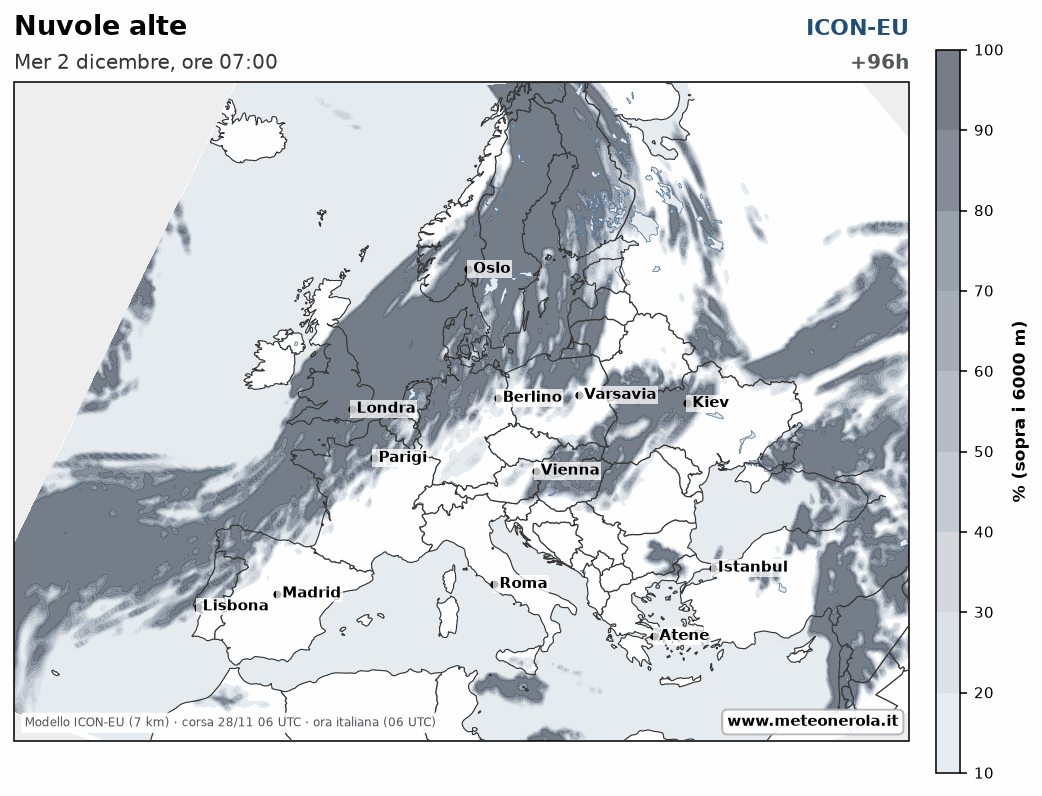 Nuvole alte
ICON-EU
Mer 2 dicembre, ore 07:00
+96h
Oslo
Londra
Berlino
Varsavia
Kiev
Parigi
Vienna
Istanbul
Roma
Madrid
Lisbona
Atene
Modello ICON-EU (7 km) · corsa 28/11 06 UTC · ora italiana (06 UTC)
www.meteonerola.it
100
90
80
70
60
50
40
30
20
10
% (sopra i 6000 m)